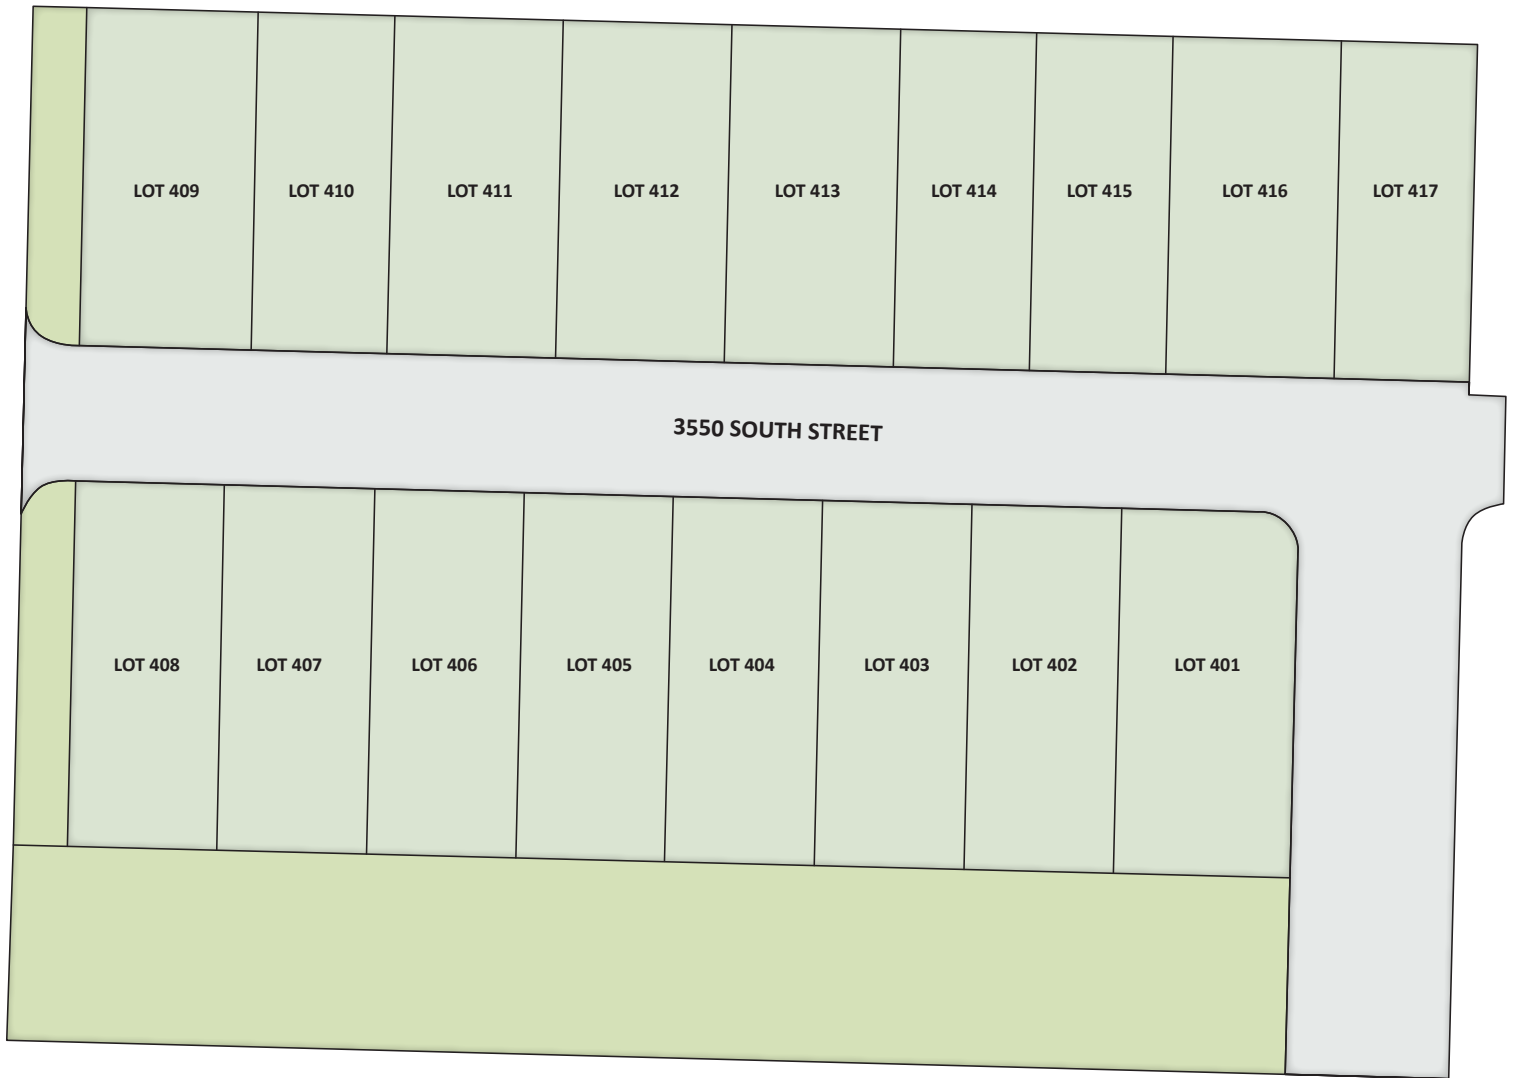 LOT 409
LOT 410
LOT 411
LOT 412
LOT 413
LOT 414
LOT 415
LOT 416
LOT 417
3550 SOUTH STREET
LOT 408
LOT 407
LOT 406
LOT 405
LOT 404
LOT 403
LOT 402
LOT 401